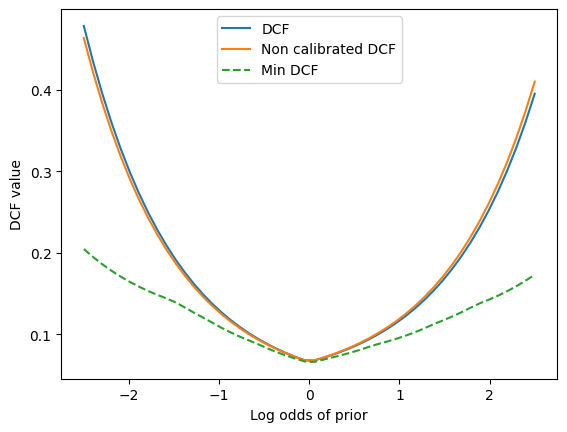 DCF
Non calibrated DCF
Min DCF
DCF value
0.4
0.3
0.2
0.1
−2
−1
0
1
2
Log odds of prior